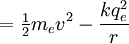 = ½mₑv² − kqₑ²/r